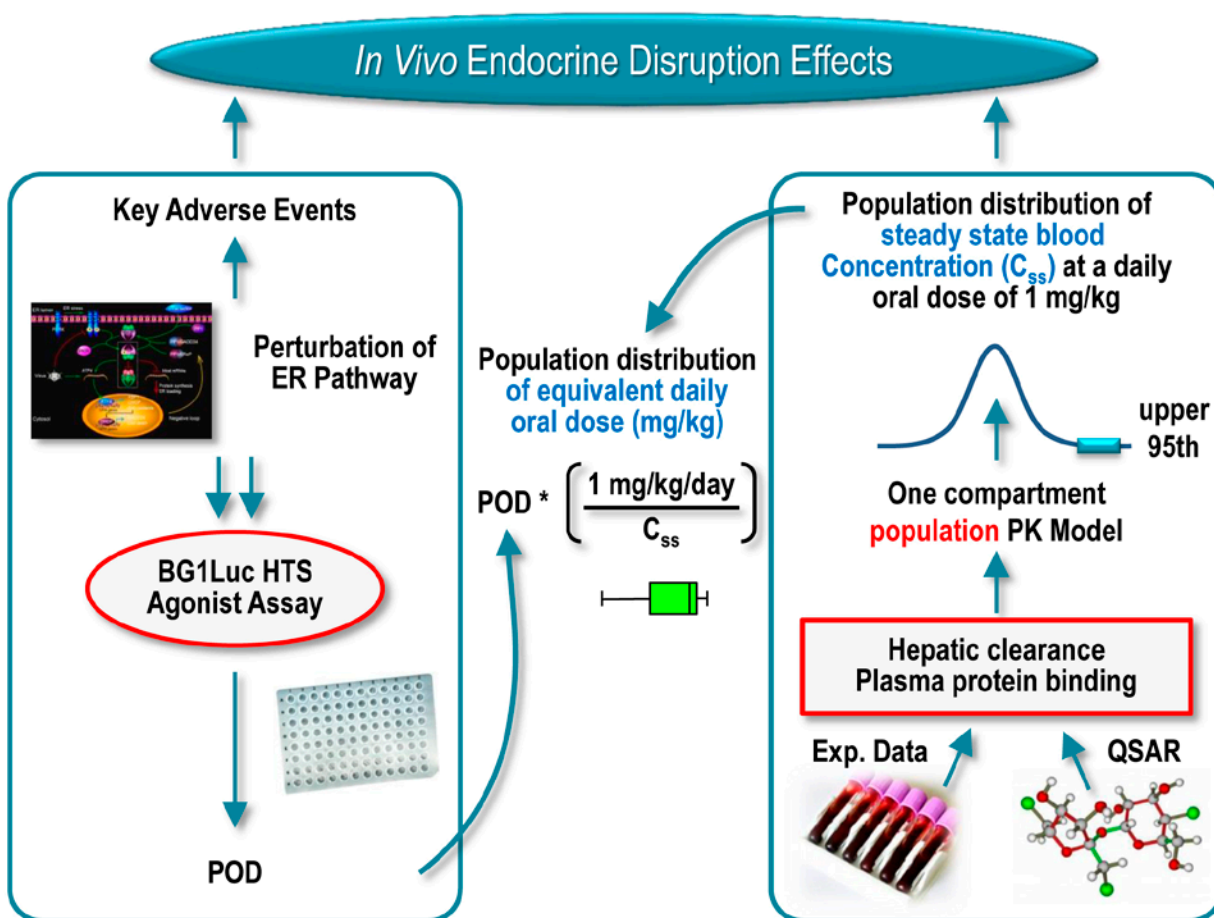 In Vivo Endocrine Disruption Effects
Key Adverse Events
Perturbation of
ER Pathway
BG1Luc HTS
Agonist Assay
POD
Population distribution
of equivalent daily
oral dose (mg/kg)
POD * (1 mg/kg/day
Css)
Population distribution of
steady state blood
Concentration (Css) at a daily
oral dose of 1 mg/kg
upper
95th
One compartment
population PK Model
Hepatic clearance
Plasma protein binding
Exp. Data
QSAR
Cytosol
Negative loop